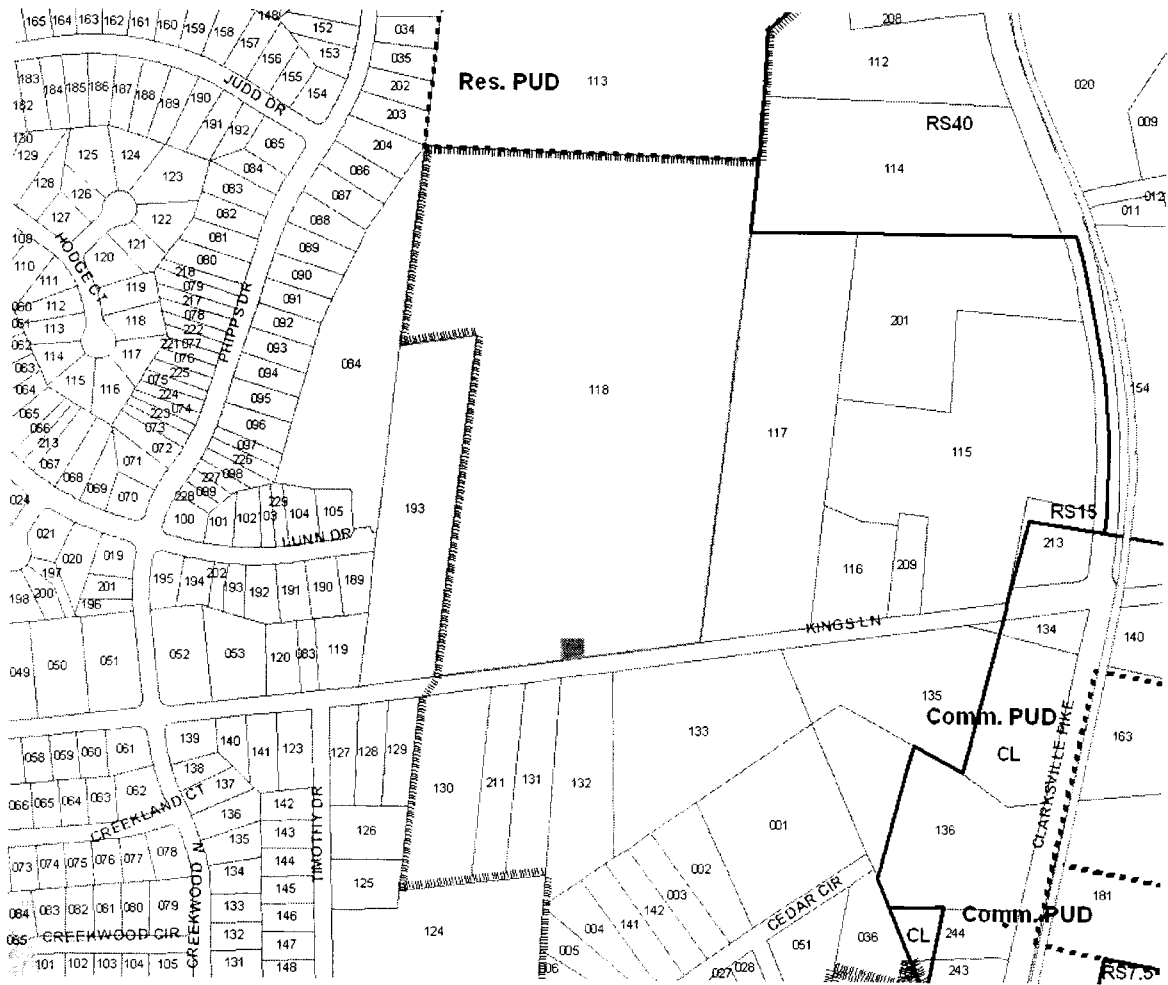 165 164 163 162 161 160 159 158 157 148 152 034 208
153 035 Res. PUD 113 112 020
183 184 185 186 187 188 189 190 JUDD DR 156 155 154 202 RS40 009
182 191 192 085 203 204 114
130 129 125 124 123 084 086 012
128 126 083 087 011
127 122 082 088
109 HODGE CT 121 081 089
110 120 080 090
111 119 218 079 091 201
060 112 217 078 092
061 113 118 222 PHIPPS DR 093
062 114 117 221 077 076 094 064 118 154
063 115 116 225 075 095 117
064 224 074 096 115
065 223 073
066 213 072 097 226
067 071 227 098
068 069 070 228 099 229 193 RS15
024 100 101 102 103 104 105 213
021 LUNN DR
020 019 195 194 202 193 192 191 190 189 116 209
197 201
198 200 196 KINGS LN 134 140
049 050 051 052 053 120 083 119
135
Comm. PUD
CL
163
058 059 060 061 139 140 141 123 127 128 129 133
066 065 064 063 062 138 137 130 211 131 132
CREEKLAND CT 142 TIMOTHY DR 136 CLARKSVILLE PIKE
136 143 126 001
073 074 075 076 077 078 135 144 002
134 145 125 003
084 083 082 081 080 079 133 146 142 181
CREEKWOOD N 141 CEDAR CIR
085 CREEKWOOD CIR 132 147 124 004 Comm. PUD
005 051 036 CL 244
101 102 103 104 105 131 148 006 027 028 243 RS7.5